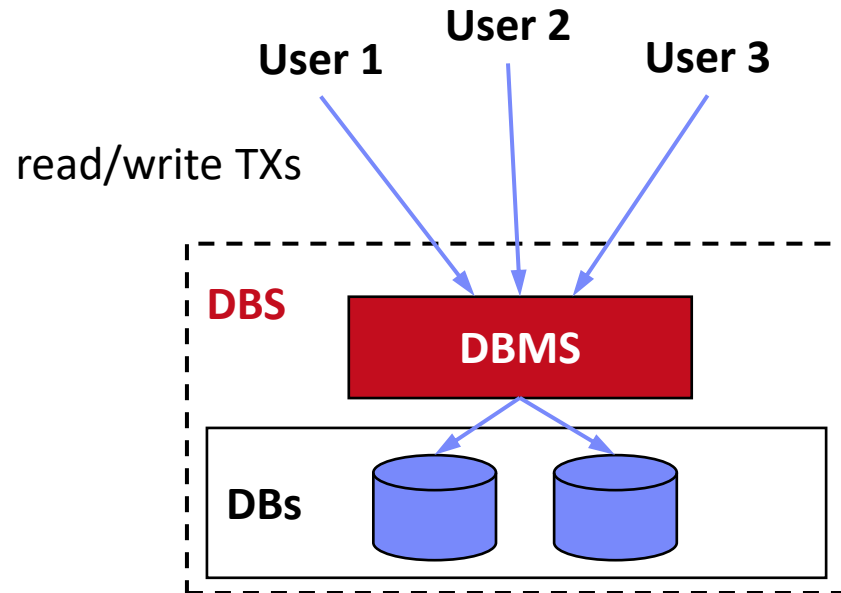 User 1
User 2
User 3
read/write TXs
DBS
DBMS
DBs